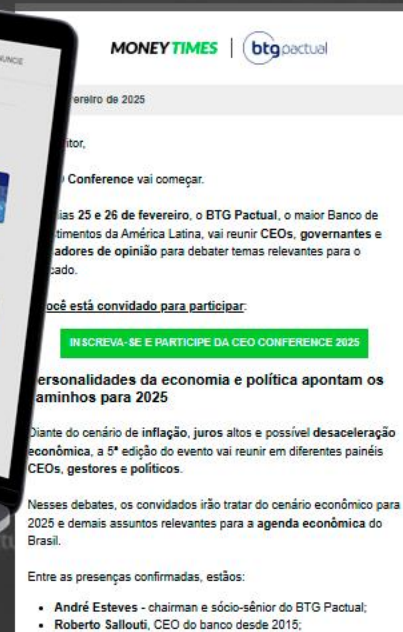 NUNCIE
MONEY TIMES | btg pactual
ereiro de 2025
itor,
Conference vai começar.
ias 25 e 26 de fevereiro, o BTG Pactual, o maior Banco de
timentos da América Latina, vai reunir CEOs, governantes e
adores de opinião para debater temas relevantes para o
cado.
ocê está convidado para participar:
INSCREVA-SE E PARTICIPE DA CEO CONFERENCE 2025
ersonalidades da economia e política apontam os
aminhos para 2025
Diante do cenário de inflação, juros altos e possível desaceleração
econômica, a 5ª edição do evento vai reunir em diferentes painéis
CEOs, gestores e políticos.
Nesses debates, os convidados irão tratar do cenário econômico para
2025 e demais assuntos relevantes para a agenda econômica do
Brasil.
Entre as presenças confirmadas, estãos:
• André Esteves - chairman e sócio-sênior do BTG Pactual;
• Roberto Sallouti, CEO do banco desde 2015;